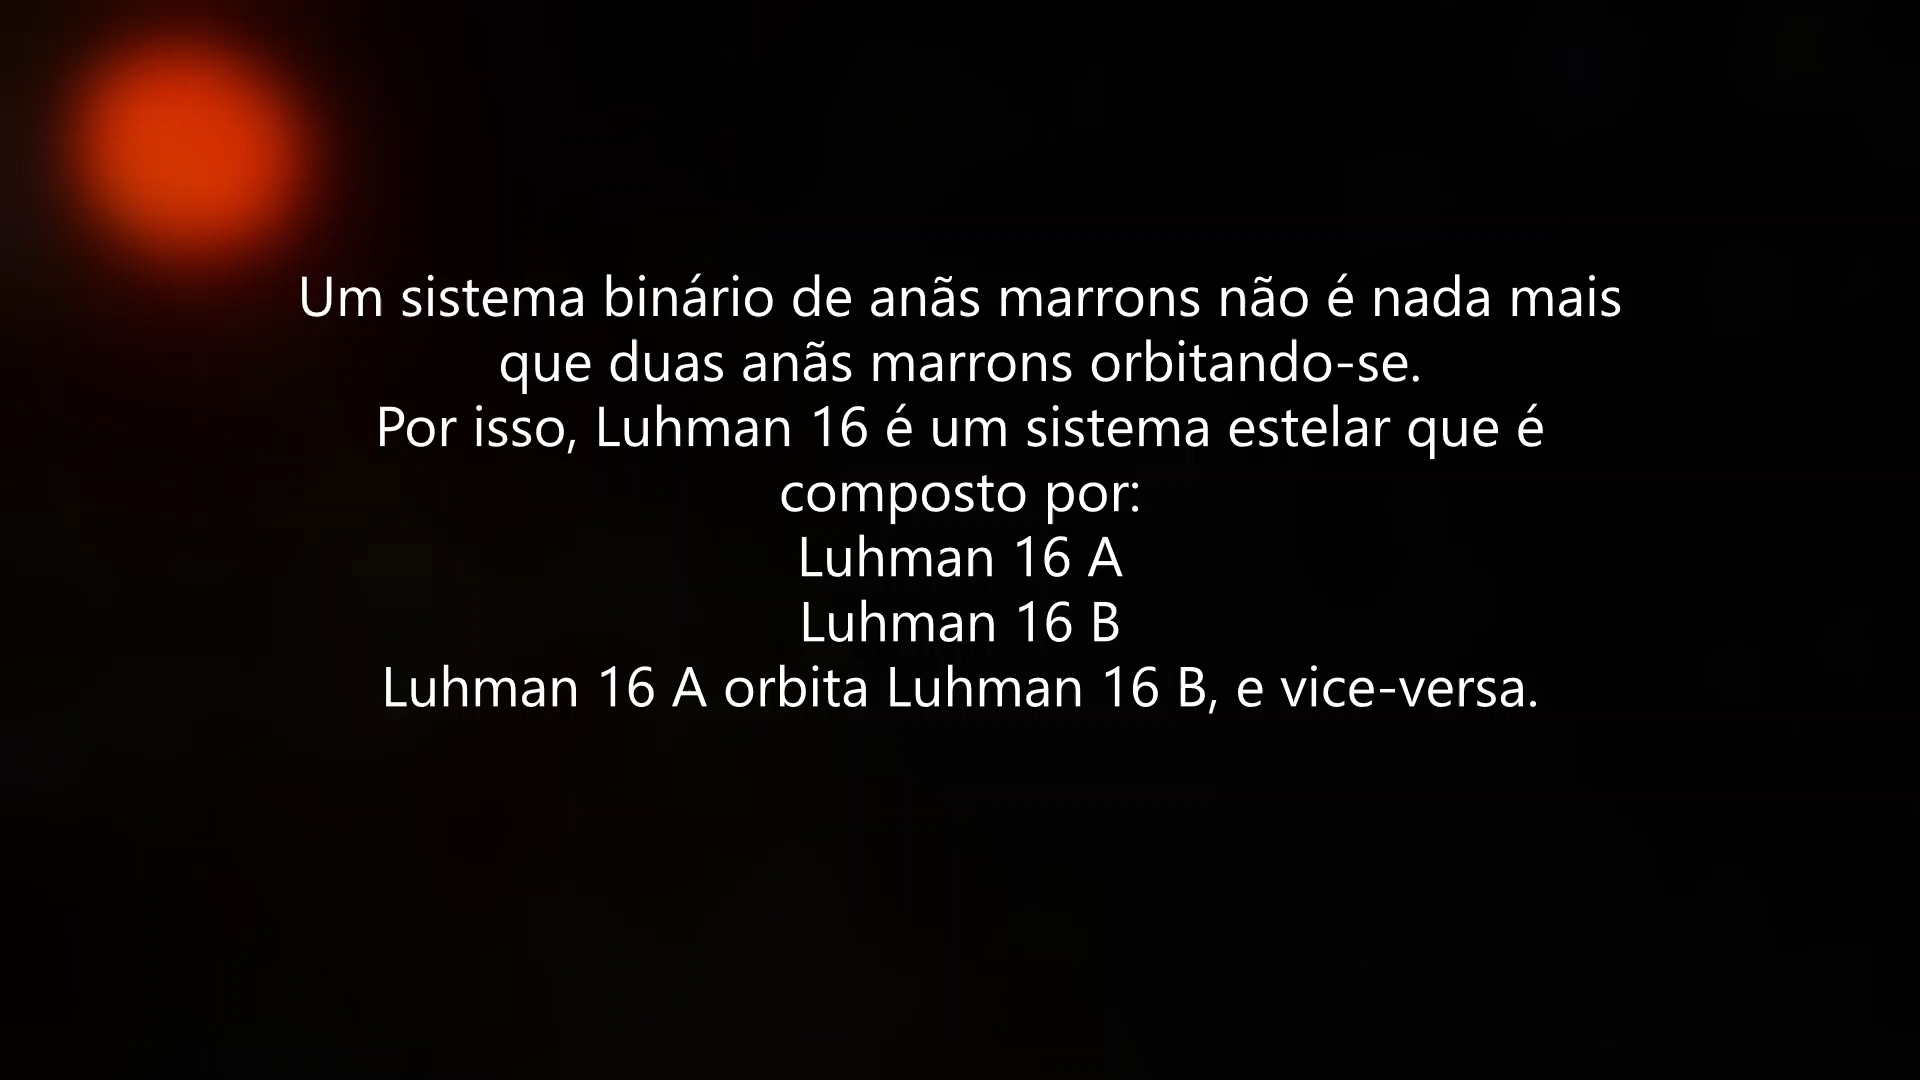 Um sistema binário de anãs marrons não é nada mais
que duas anãs marrons orbitando-se.
Por isso, Luhman 16 é um sistema estelar que é
composto por:
Luhman 16 A
Luhman 16 B
Luhman 16 A orbita Luhman 16 B, e vice-versa.